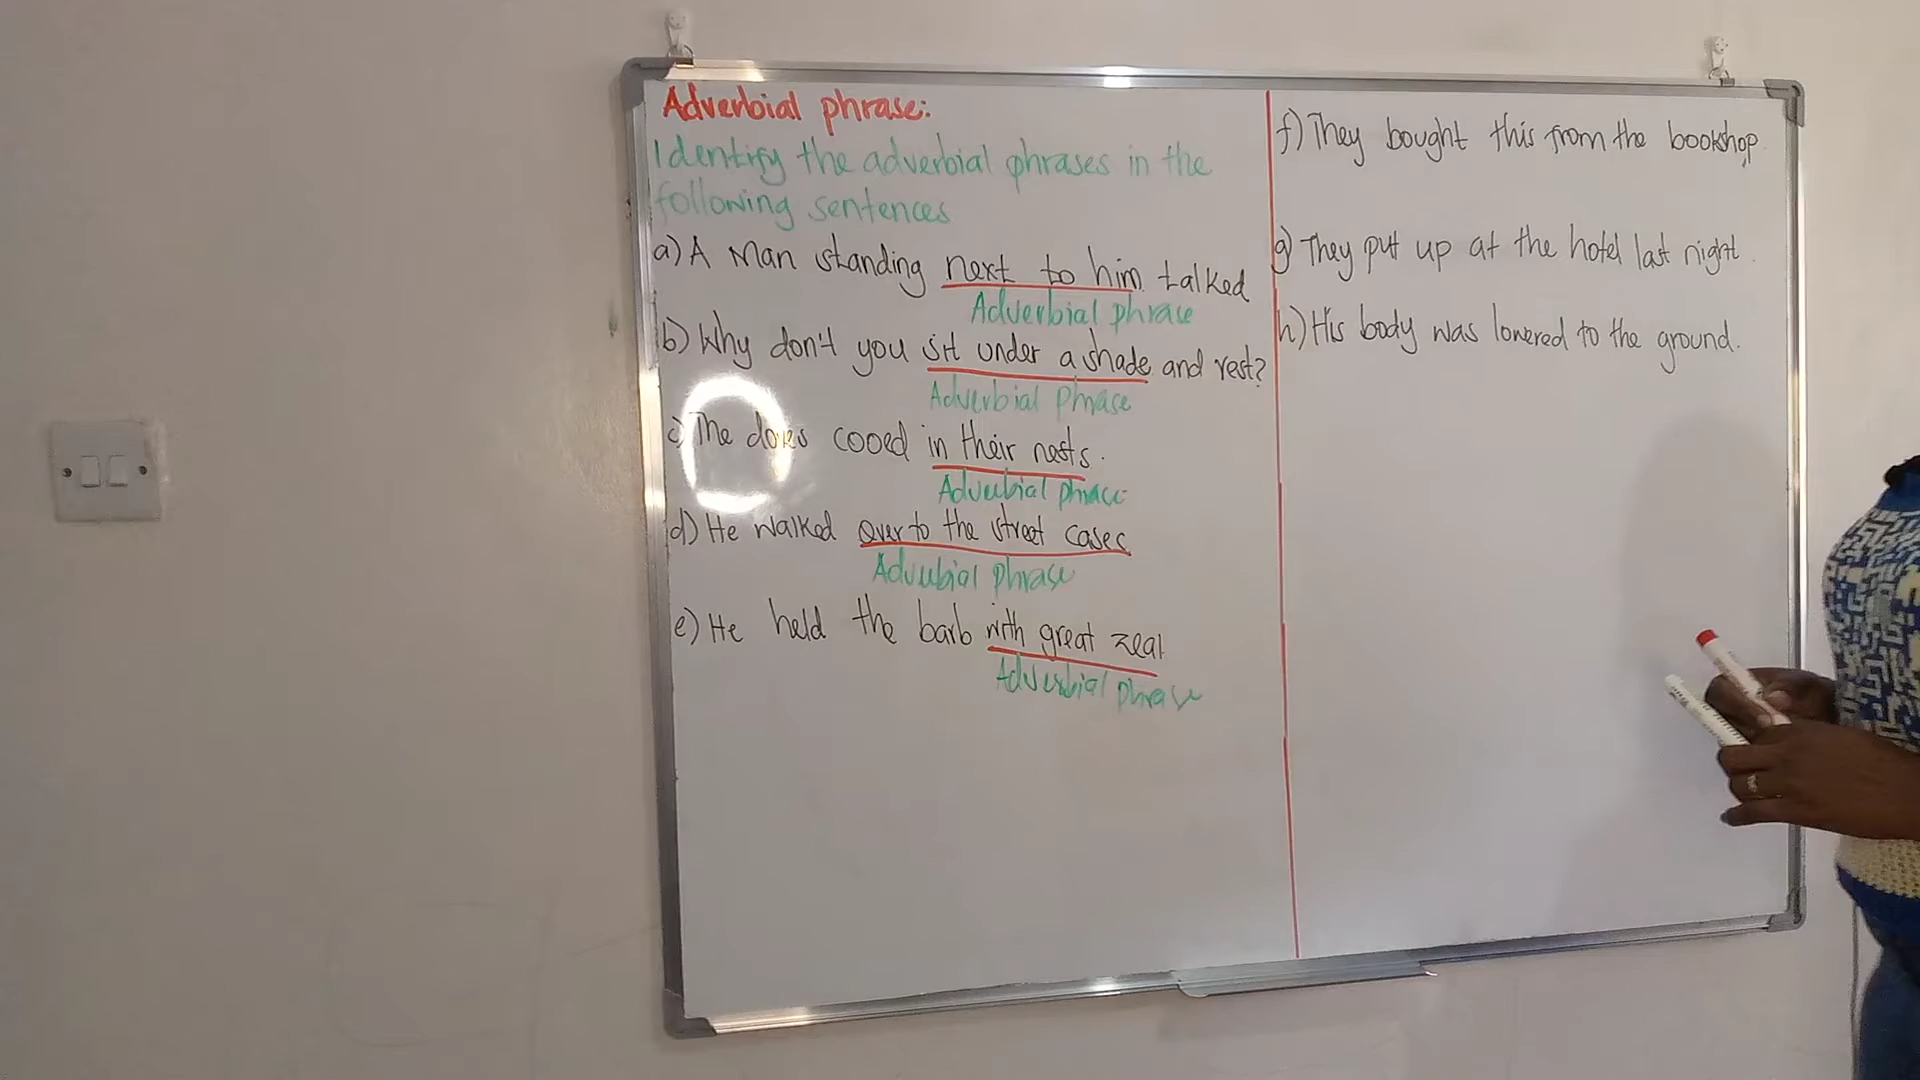 Adverbial phrase:
Identify the adverbial phrases in the
following sentences
a) A Man standing next to him talked
Adverbial phrase
b) Why don't you sit under a shade and rest?
Adverbial Phrase
c) The doves cooed in their nests.
Adverbial phrase
d) He walked over to the street cases
Adverbial phrase
e) He held the barb with great zeal
Adverbial phrase
f) They bought this from the bookshop.
g) They put up at the hotel last night.
h) His body was lowered to the ground.